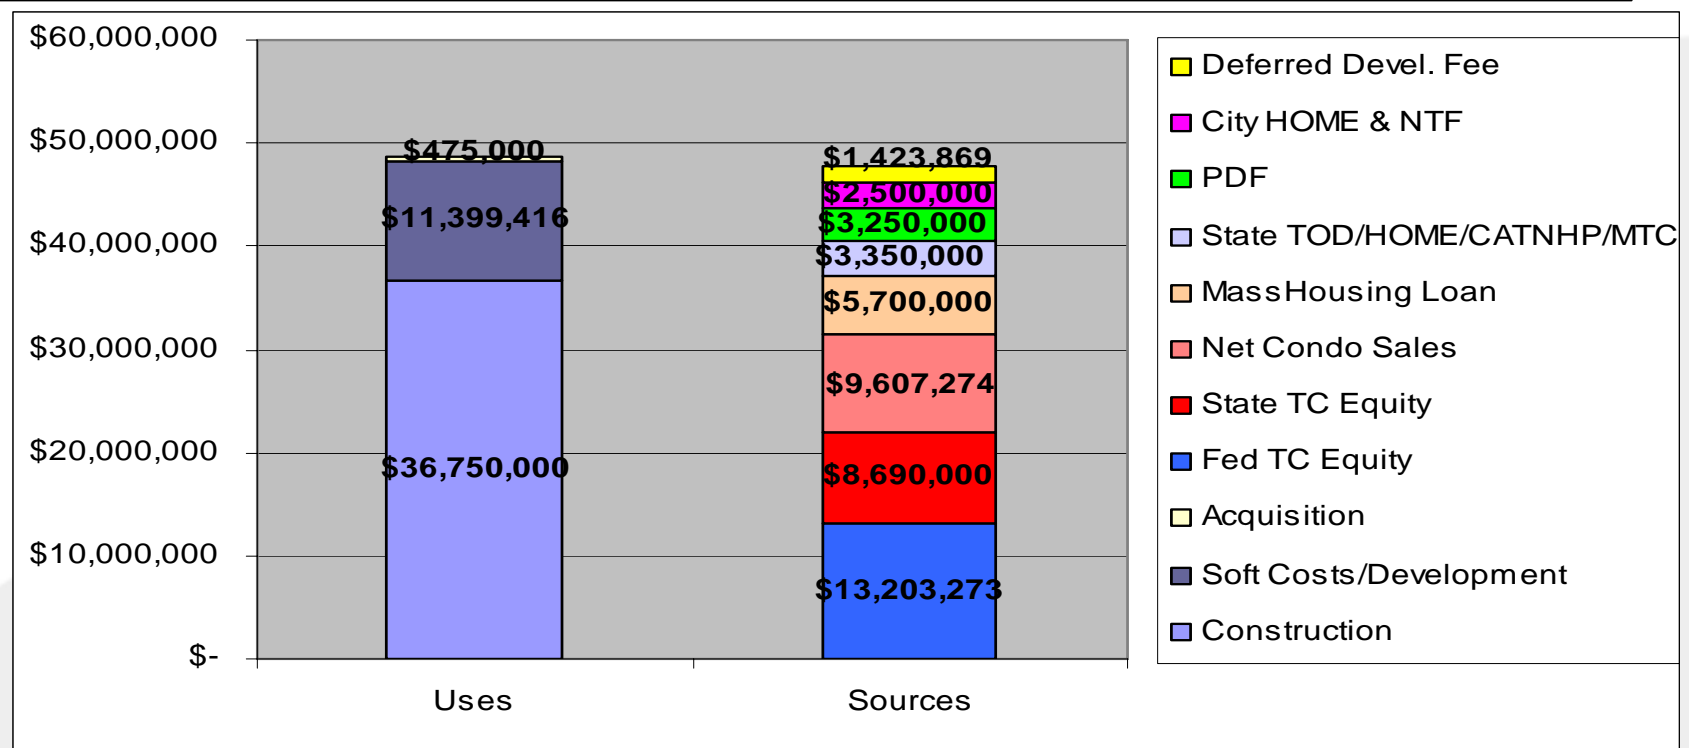 $60,000,000
$50,000,000
$40,000,000
$30,000,000
$20,000,000
$10,000,000
$-
$475,000
$11,399,416
$36,750,000
$1,423,869
$2,500,000
$3,250,000
$3,350,000
$5,700,000
$9,607,274
$8,690,000
$13,203,273
Uses
Sources
Deferred Devel. Fee
City HOME & NTF
PDF
State TOD/HOME/CATNHP/MTC
MassHousing Loan
Net Condo Sales
State TC Equity
Fed TC Equity
Acquisition
Soft Costs/Development
Construction